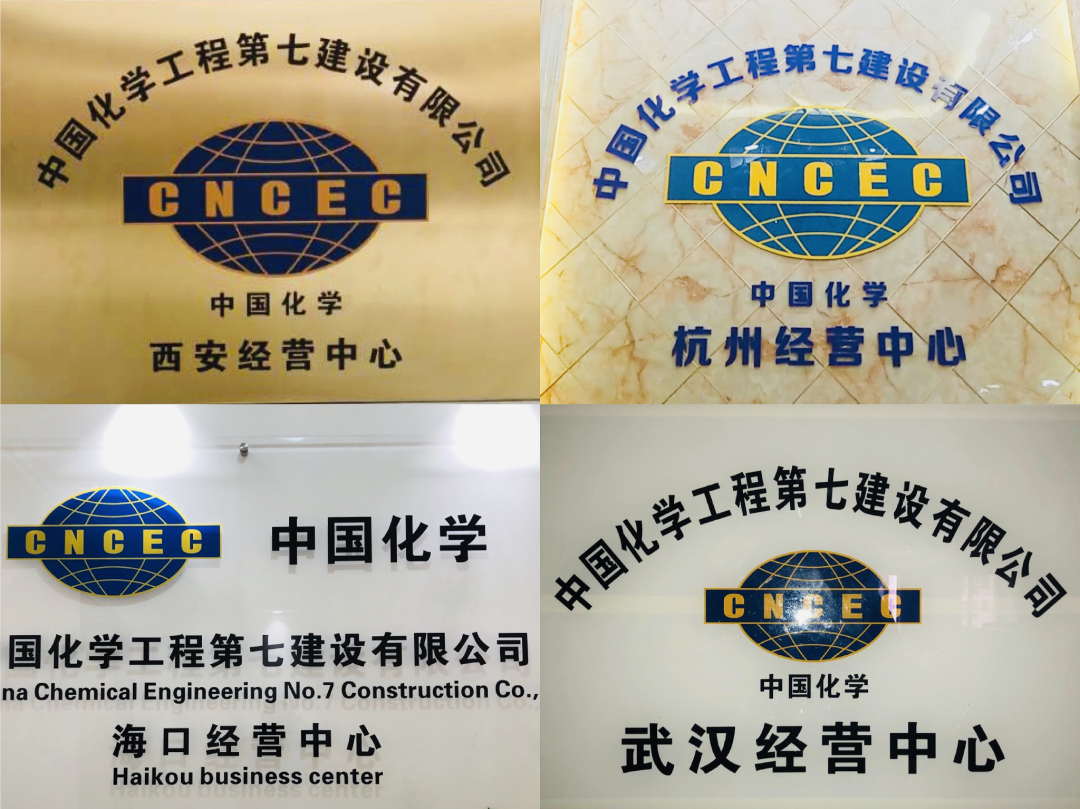 中国化学工程第七建设有限公司
CNCEC
中国化学
西安经营中心
中国化学工程第七建设有限公司
CNCEC
中国化学
杭州经营中心
CNCEC
中国化学
国化学工程第七建设有限公司
na Chemical Engineering No.7 Construction Co.,
海口经营中心
Haikou business center
中国化学工程第七建设有限公司
CNCEC
中国化学
武汉经营中心